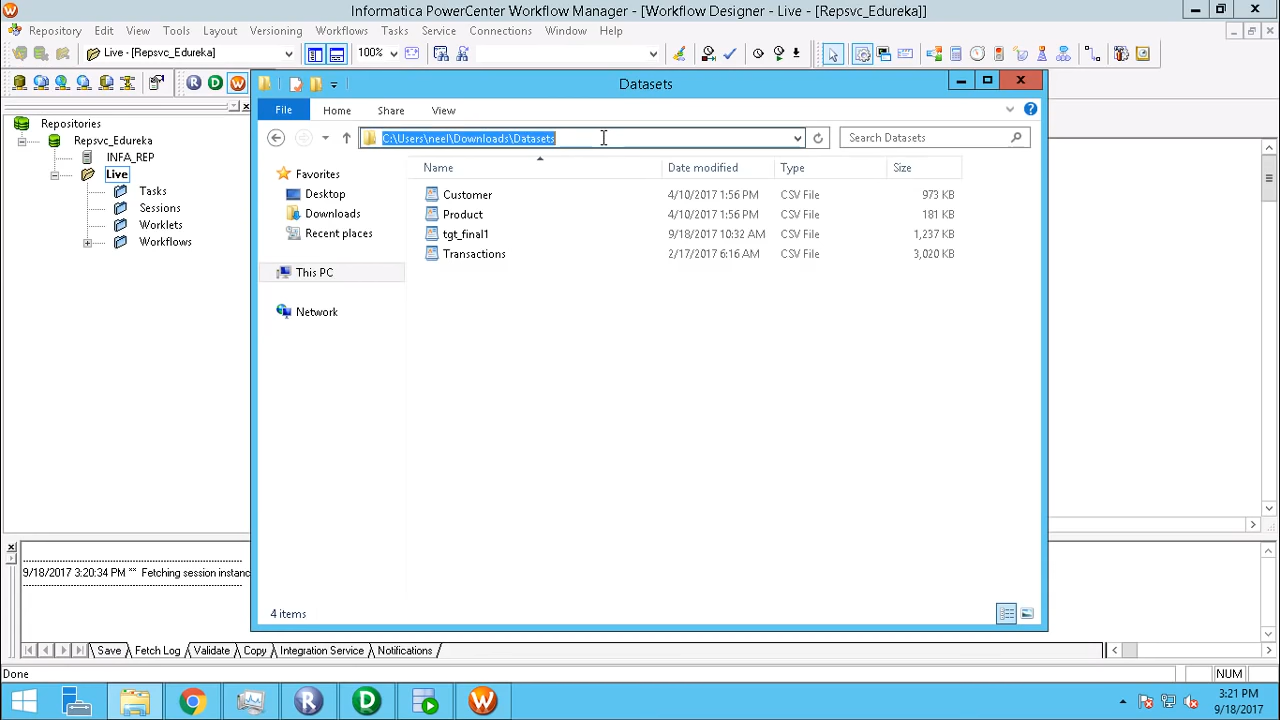 Informatica PowerCenter Workflow Manager - [Workflow Designer - Live - [Repsvc_Edureka]]
Repository Edit View Tools Layout Versioning Workflows Tasks Service Connections Window Help
Live - [Repsvc_Edureka] 100%
R D W
Datasets
File Home Share View
C:\Users\neel\Downloads\Datasets Search Datasets
Repositories
Repsvc_Edureka
INFA_REP
Live
Tasks
Sessions
Worklets
Workflows
Favorites
Desktop
Downloads
Recent places
This PC
Network
Name Date modified Type Size
Customer 4/10/2017 1:56 PM CSV File 973 KB
Product 4/10/2017 1:56 PM CSV File 181 KB
tgt_final1 9/18/2017 10:32 AM CSV File 1,237 KB
Transactions 2/17/2017 6:16 AM CSV File 3,020 KB
4 items
9/18/2017 3:20:34 PM ** Fetching session instanc
Save Fetch Log Validate Copy Integration Service Notifications
Done NUM
R D W
3:21 PM
9/18/2017